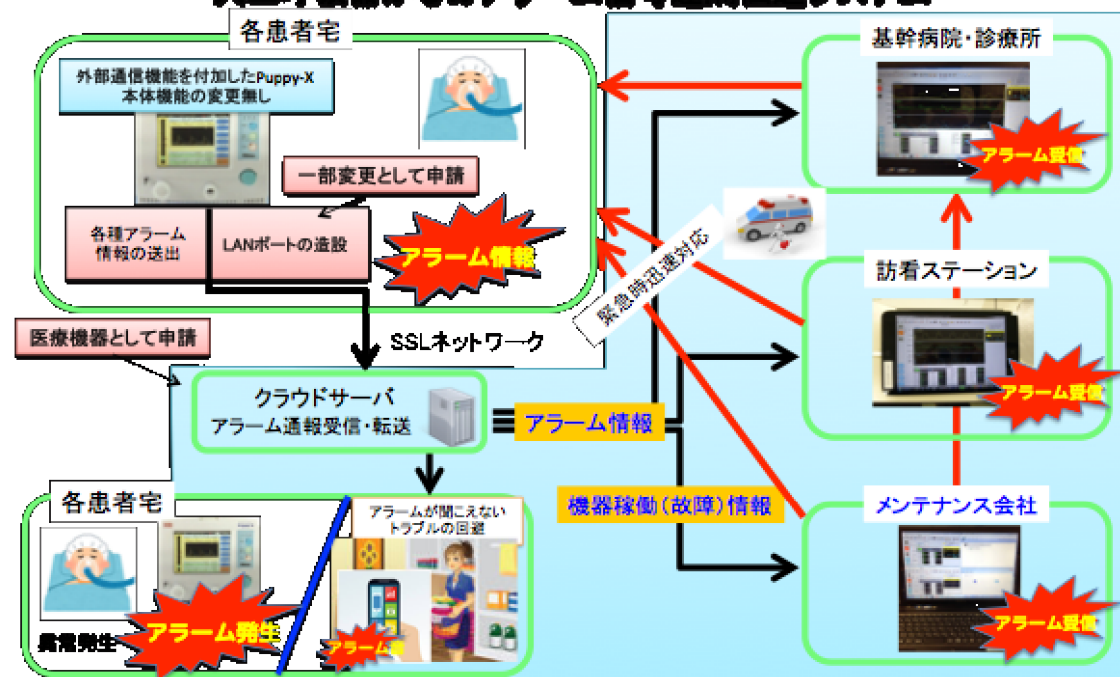 各患者宅
外部通信機能を付加したPuppy-X
本体機能の変更無し
一部変更として申請
各種アラーム
情報の送出
LANポートの造設
アラーム情報
医療機器として申請
SSLネットワーク
クラウドサーバ
アラーム通報受信・転送
アラーム情報
機器稼働(故障)情報
緊急時迅速対応
基幹病院・診療所
アラーム受信
訪看ステーション
アラーム受信
メンテナンス会社
アラーム受信
各患者宅
異常発生
アラーム発生
アラームが聞こえない
トラブルの回避
アラーム